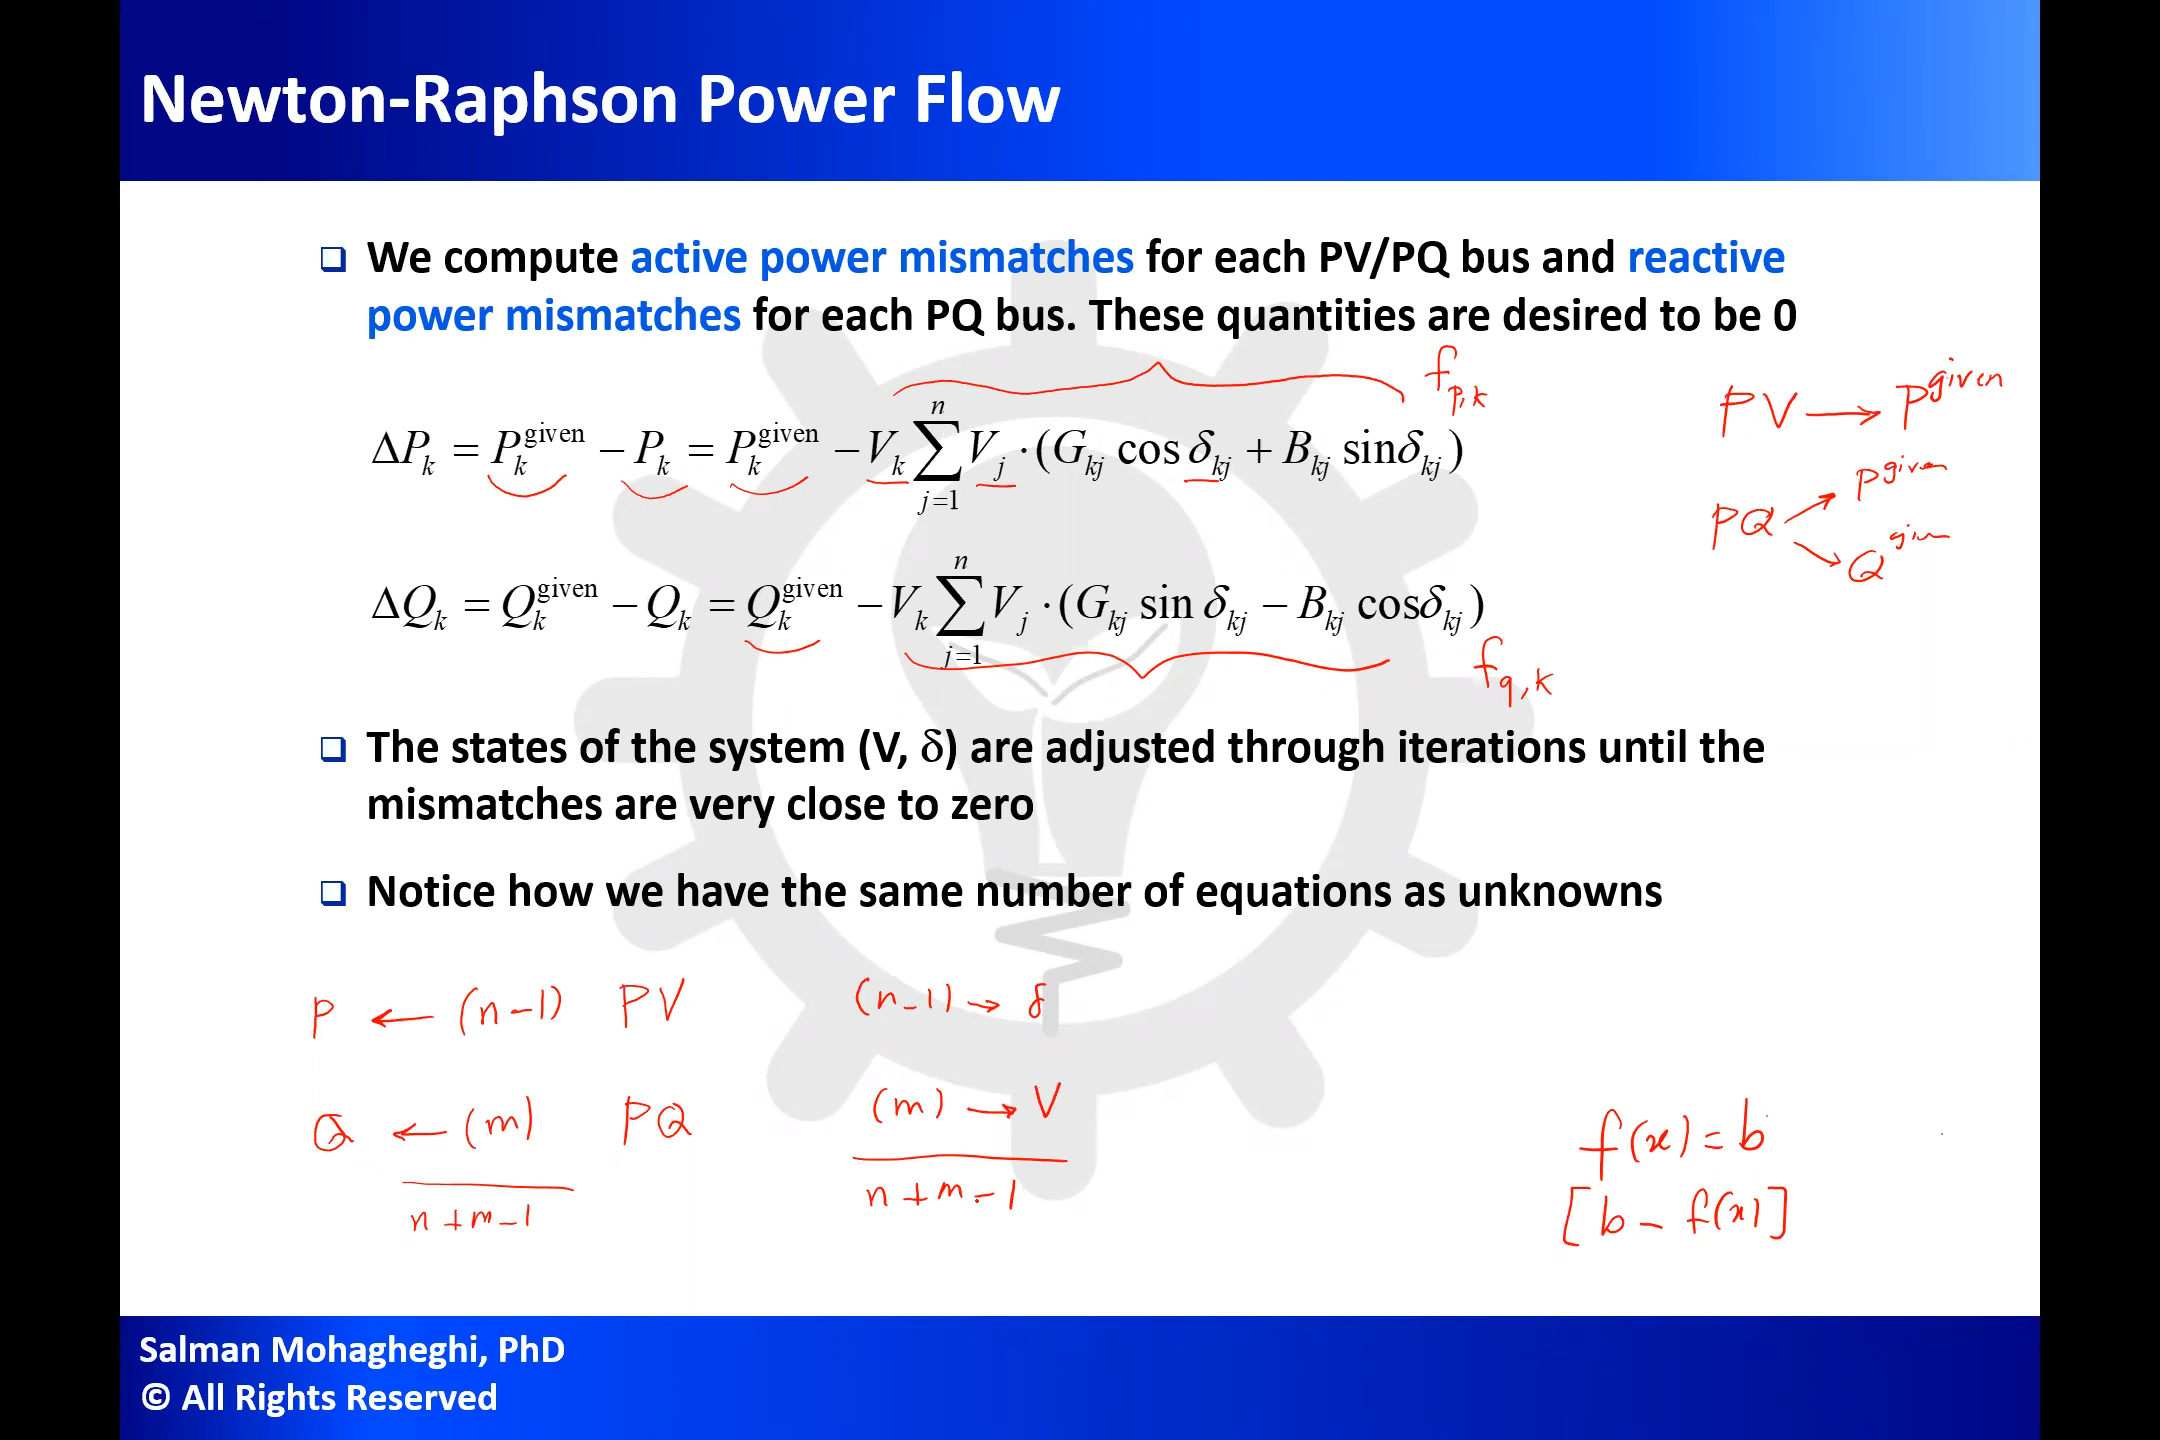 Newton-Raphson Power Flow
❑ We compute active power mismatches for each PV/PQ bus and reactive
power mismatches for each PQ bus. These quantities are desired to be 0
f_{p,k}
PV → P^{given}
ΔP_k = P_k^{given} − P_k = P_k^{given} − V_k ∑_{j=1}^{n} V_j · (G_{kj} cos δ_{kj} + B_{kj} sin δ_{kj})
PQ → P^{given}
→ Q^{given}
ΔQ_k = Q_k^{given} − Q_k = Q_k^{given} − V_k ∑_{j=1}^{n} V_j · (G_{kj} sin δ_{kj} − B_{kj} cos δ_{kj})
f_{q,k}
❑ The states of the system (V, δ) are adjusted through iterations until the
mismatches are very close to zero
❑ Notice how we have the same number of equations as unknowns
P ← (n-1) PV (n-1) → δ
Q ← (m) PQ (m) → V
n+m-1 n+m-1
f(x) = b
[b - f(x)]
Salman Mohagheghi, PhD
© All Rights Reserved